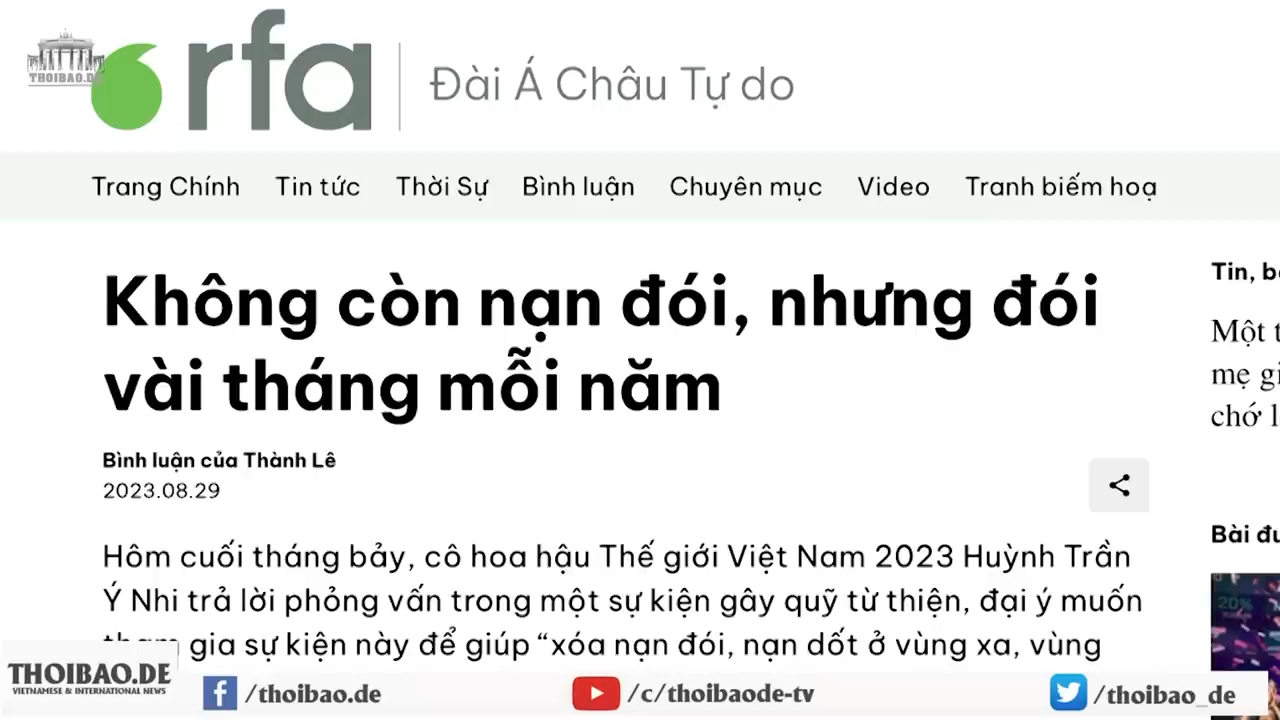 THOIBAO.DE
rfa
Đài Á Châu Tự do
Trang Chính Tin tức Thời Sự Bình luận Chuyên mục Video Tranh biếm hoạ
Không còn nạn đói, nhưng đói
vài tháng mỗi năm
Bình luận của Thành Lê
2023.08.29
Hôm cuối tháng bảy, cô hoa hậu Thế giới Việt Nam 2023 Huỳnh Trần
Ý Nhi trả lời phỏng vấn trong một sự kiện gây quỹ từ thiện, đại ý muốn
tham gia sự kiện này để giúp “xóa nạn đói, nạn dốt ở vùng xa, vùng
Tin, b
Một t
mẹ gi
chớ l
Bài đư
20%
THOIBAO.DE
VIETNAMESE & INTERNATIONAL NEWS
/thoibao.de
/c/thoibaode-tv
/thoibao_de